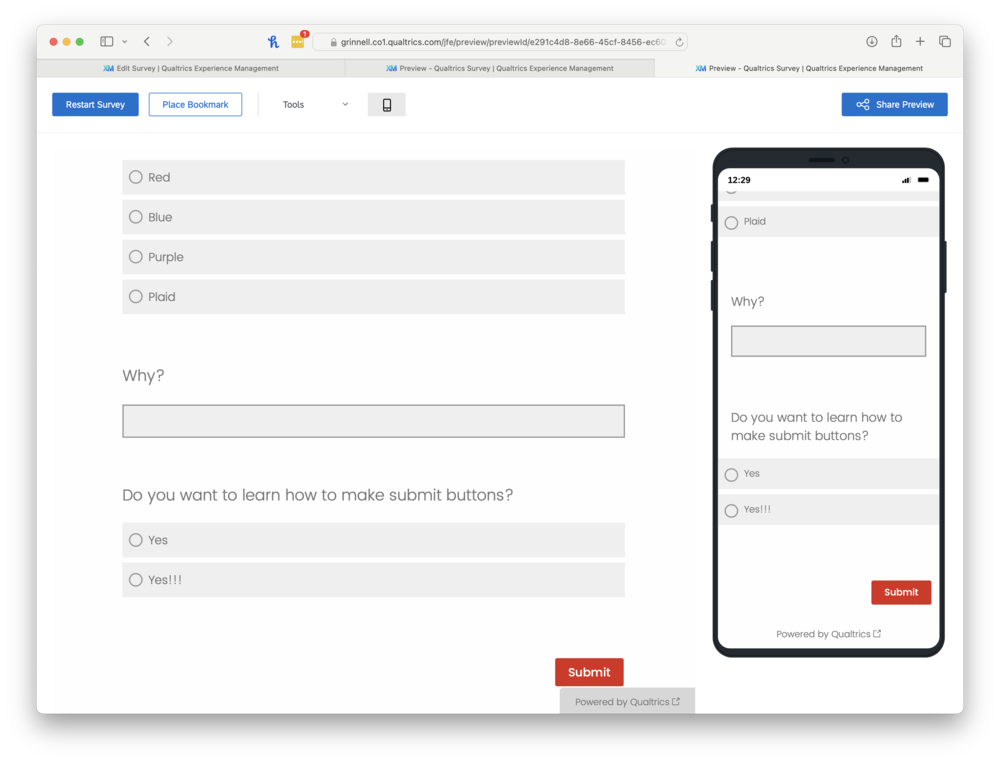 1
grinnell.co1.qualtrics.com/jfe/preview/previewId/e291c4d8-8e66-45cf-8456-ec60
XM Edit Survey | Qualtrics Experience Management
XM Preview - Qualtrics Survey | Qualtrics Experience Management
XM Preview - Qualtrics Survey | Qualtrics Experience Management
Restart Survey
Place Bookmark
Tools
Share Preview
Red
Blue
Purple
Plaid
Why?
Do you want to learn how to make submit buttons?
Yes
Yes!!!
Submit
Powered by Qualtrics
12:29
Plaid
Why?
Do you want to learn how to
make submit buttons?
Yes
Yes!!!
Submit
Powered by Qualtrics